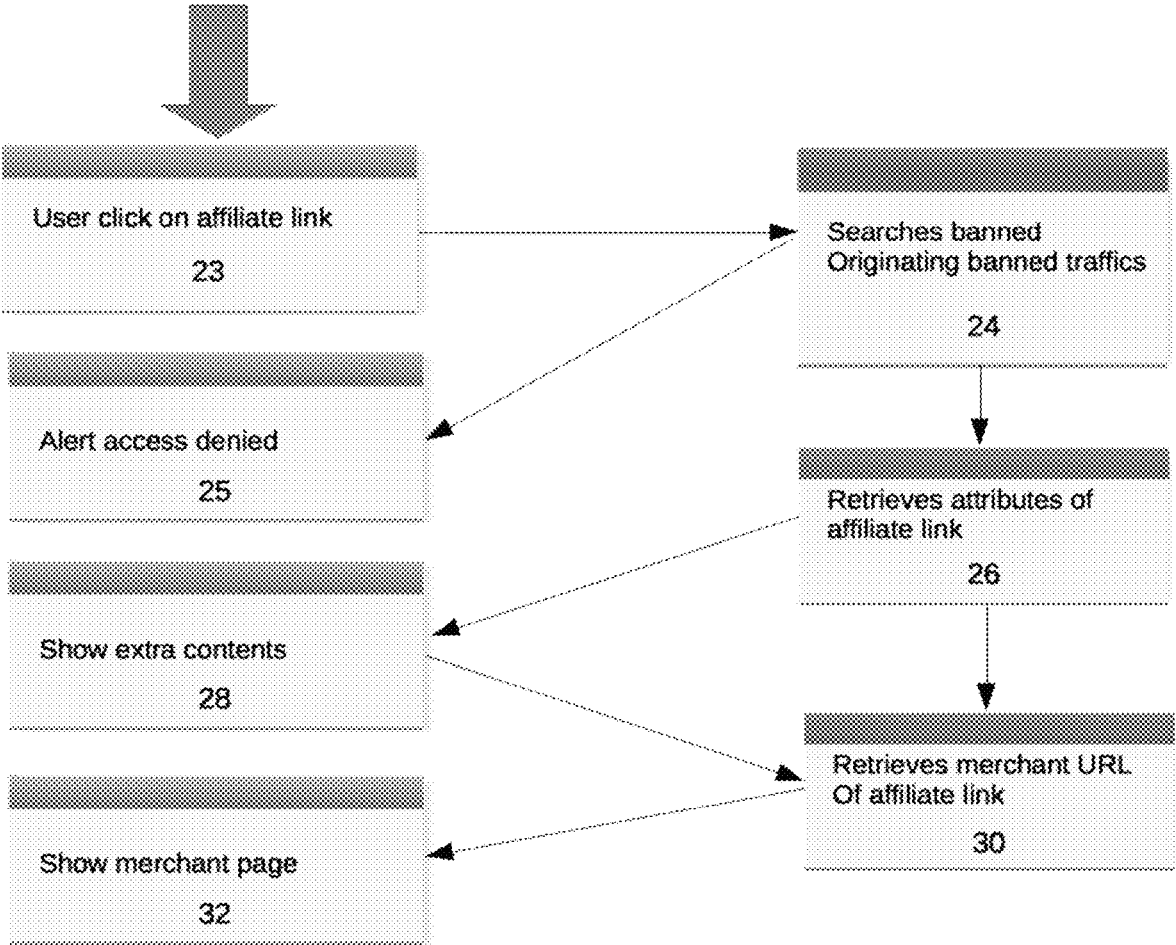 User click on affiliate link
23
Searches banned
Originating banned traffics
24
Alert access denied
25
Retrieves attributes of
affiliate link
26
Show extra contents
28
Retrieves merchant URL
Of affiliate link
30
Show merchant page
32